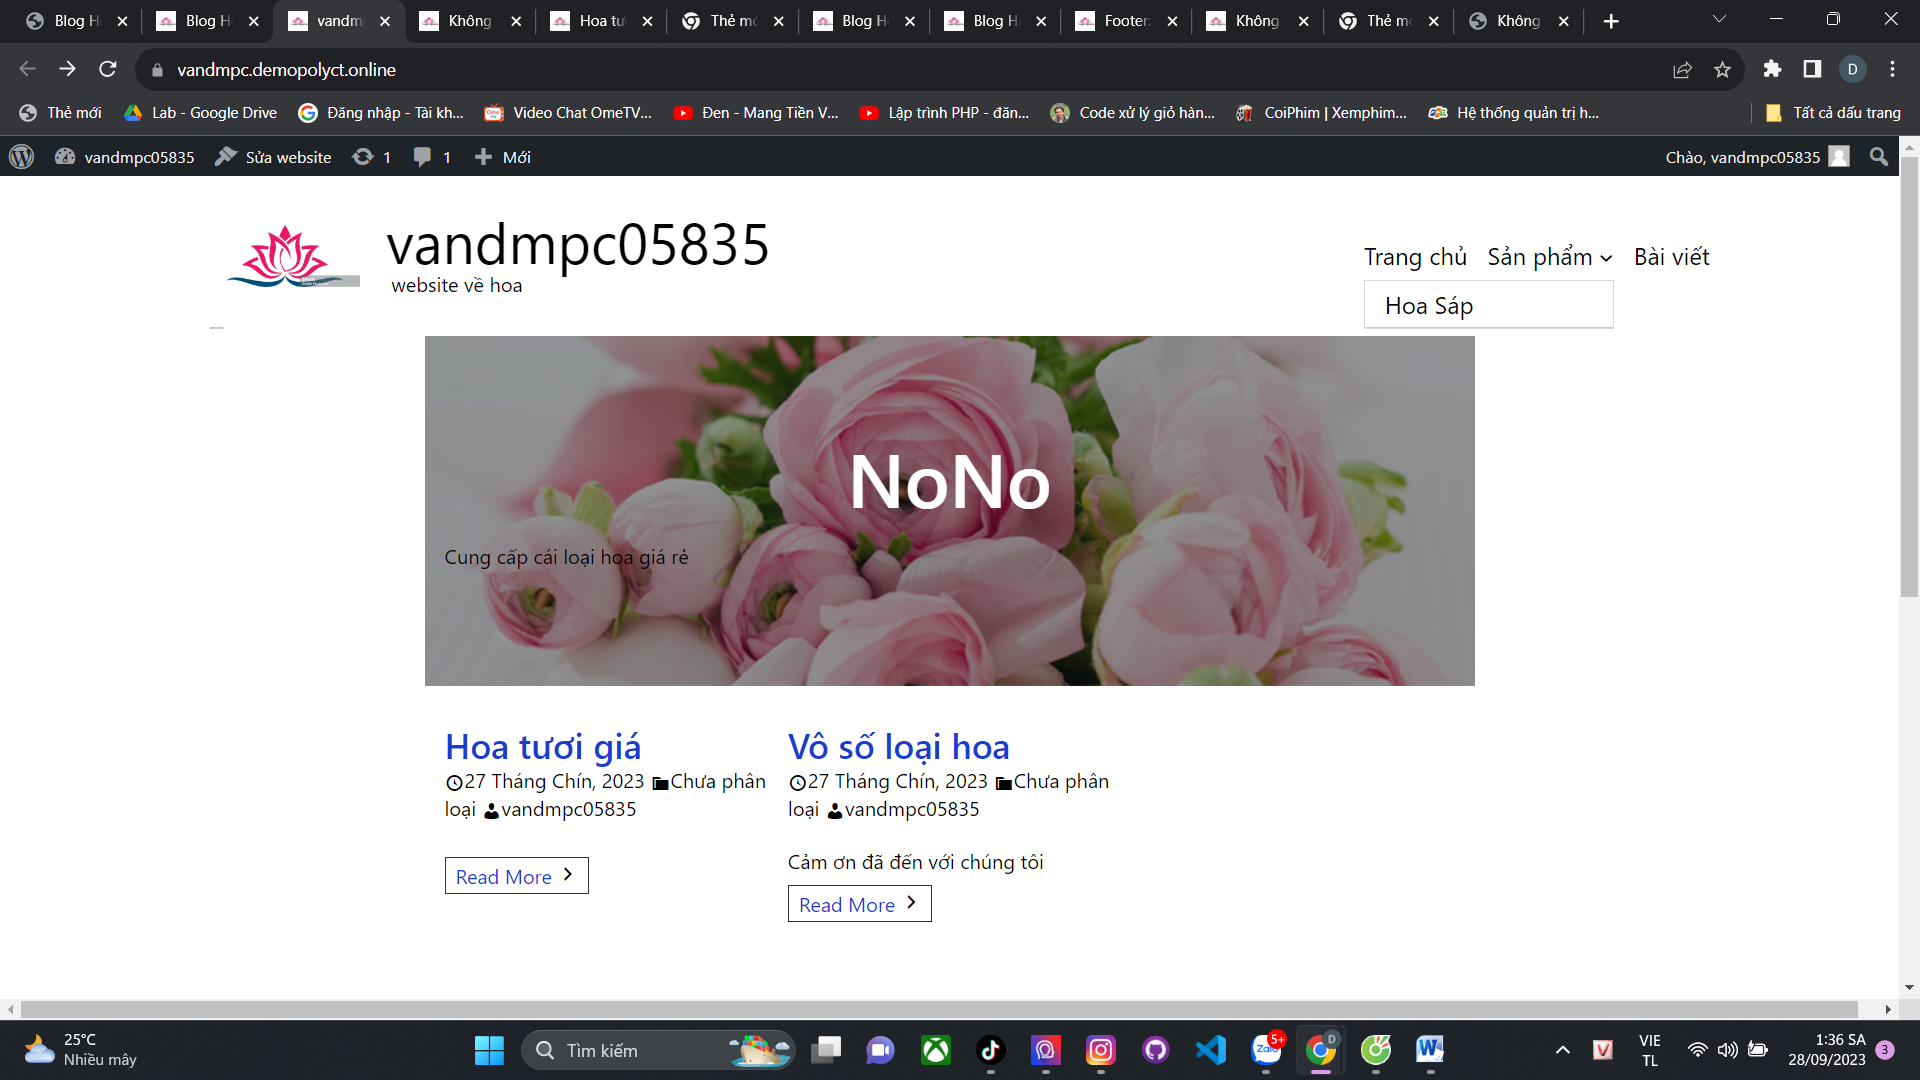 Blog H
Blog H
vandm
Không
Hoa tư
Thẻ mớ
Blog H
Blog H
Footer:
Không
Thẻ mớ
Không
vandmpc.demopolyct.online
D
Thẻ mới
Lab - Google Drive
Đăng nhập - Tài kh...
Video Chat OmeTV...
Đen - Mang Tiền V...
Lập trình PHP - đăn...
Code xử lý giỏ hàn...
CoiPhim | Xemphim...
Hệ thống quản trị h...
Tất cả dấu trang
vandmpc05835
Sửa website
1
1
Mới
Chào, vandmpc05835
vandmpc05835
website về hoa
Trang chủ
Sản phẩm
Bài viết
Hoa Sáp
NoNo
Cung cấp cái loại hoa giá rẻ
Hoa tươi giá
27 Tháng Chín, 2023 Chưa phân
loại vandmpc05835
Read More
Vô số loại hoa
27 Tháng Chín, 2023 Chưa phân
loại vandmpc05835
Cảm ơn đã đến với chúng tôi
Read More
25°C
Nhiều mây
Tìm kiếm
Zalo
5+
D
VIE
TL
1:36 SA
28/09/2023
3